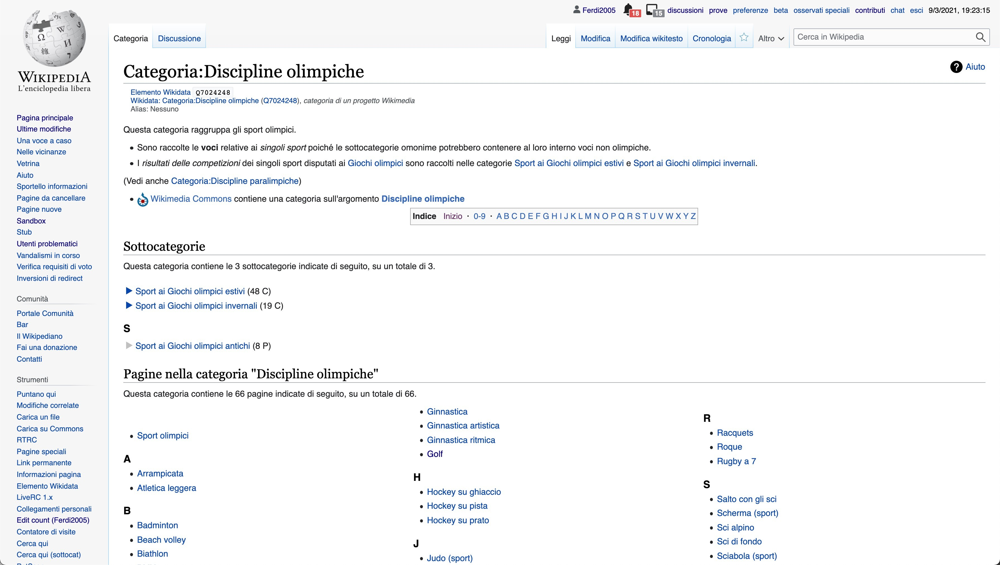 Ferdi2005 18 15 discussioni prove preferenze beta osservati speciali contributi chat esci 9/3/2021, 19:23:15
Categoria Discussione Leggi Modifica Modifica wikitesto Cronologia Altro Cerca in Wikipedia
WIKIPEDIA
L'enciclopedia libera
Pagina principale
Ultime modifiche
Una voce a caso
Nelle vicinanze
Vetrina
Aiuto
Sportello informazioni
Pagine da cancellare
Pagine nuove
Sandbox
Stub
Utenti problematici
Vandalismi in corso
Verifica requisiti di voto
Inversioni di redirect
Comunità
Portale Comunità
Bar
Il Wikipediano
Fai una donazione
Contatti
Strumenti
Puntano qui
Modifiche correlate
Carica un file
Carica su Commons
RTRC
Pagine speciali
Link permanente
Informazioni pagina
Elemento Wikidata
LiveRC 1.x
Collegamenti personali
Edit count (Ferdi2005)
Contatore di visite
Cerca qui
Cerca qui (sottocat)
Categoria:Discipline olimpiche
? Aiuto
Elemento Wikidata Q7024248
Wikidata: Categoria:Discipline olimpiche (Q7024248), categoria di un progetto Wikimedia
Alias: Nessuno
Questa categoria raggruppa gli sport olimpici.
• Sono raccolte le voci relative ai singoli sport poiché le sottocategorie omonime potrebbero contenere al loro interno voci non olimpiche.
• I risultati delle competizioni dei singoli sport disputati ai Giochi olimpici sono raccolti nelle categorie Sport ai Giochi olimpici estivi e Sport ai Giochi olimpici invernali.
(Vedi anche Categoria:Discipline paralimpiche)
• Wikimedia Commons contiene una categoria sull'argomento Discipline olimpiche
Indice Inizio · 0-9 · A B C D E F G H I J K L M N O P Q R S T U V W X Y Z
Sottocategorie
Questa categoria contiene le 3 sottocategorie indicate di seguito, su un totale di 3.
Sport ai Giochi olimpici estivi (48 C)
Sport ai Giochi olimpici invernali (19 C)
S
Sport ai Giochi olimpici antichi (8 P)
Pagine nella categoria "Discipline olimpiche"
Questa categoria contiene le 66 pagine indicate di seguito, su un totale di 66.
• Sport olimpici
A
• Arrampicata
• Atletica leggera
B
• Badminton
• Beach volley
• Biathlon
• Ginnastica
• Ginnastica artistica
• Ginnastica ritmica
• Golf
H
• Hockey su ghiaccio
• Hockey su pista
• Hockey su prato
J
• Judo (sport)
R
• Racquets
• Roque
• Rugby a 7
S
• Salto con gli sci
• Scherma (sport)
• Sci alpino
• Sci di fondo
• Sciabola (sport)